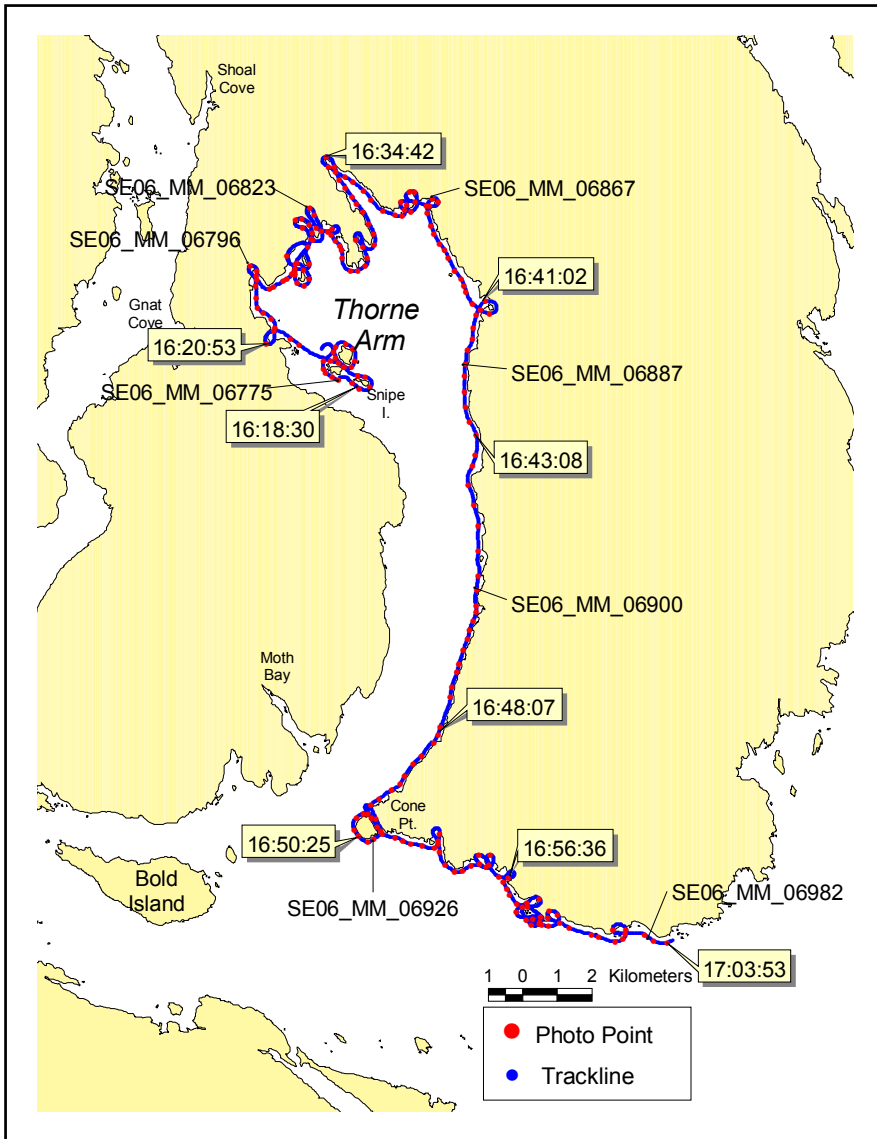 Shoal
Cove
16:34:42
SE06_MM_06823
SE06_MM_06867
SE06_MM_06796
16:41:02
Gnat
Cove
Thorne
Arm
16:20:53
SE06_MM_06887
SE06_MM_06775
Snipe
I.
16:18:30
16:43:08
SE06_MM_06900
Moth
Bay
16:48:07
Cone
Pt.
16:50:25
16:56:36
Bold
Island
SE06_MM_06926
SE06_MM_06982
17:03:53
1 0 1 2 Kilometers
Photo Point
Trackline